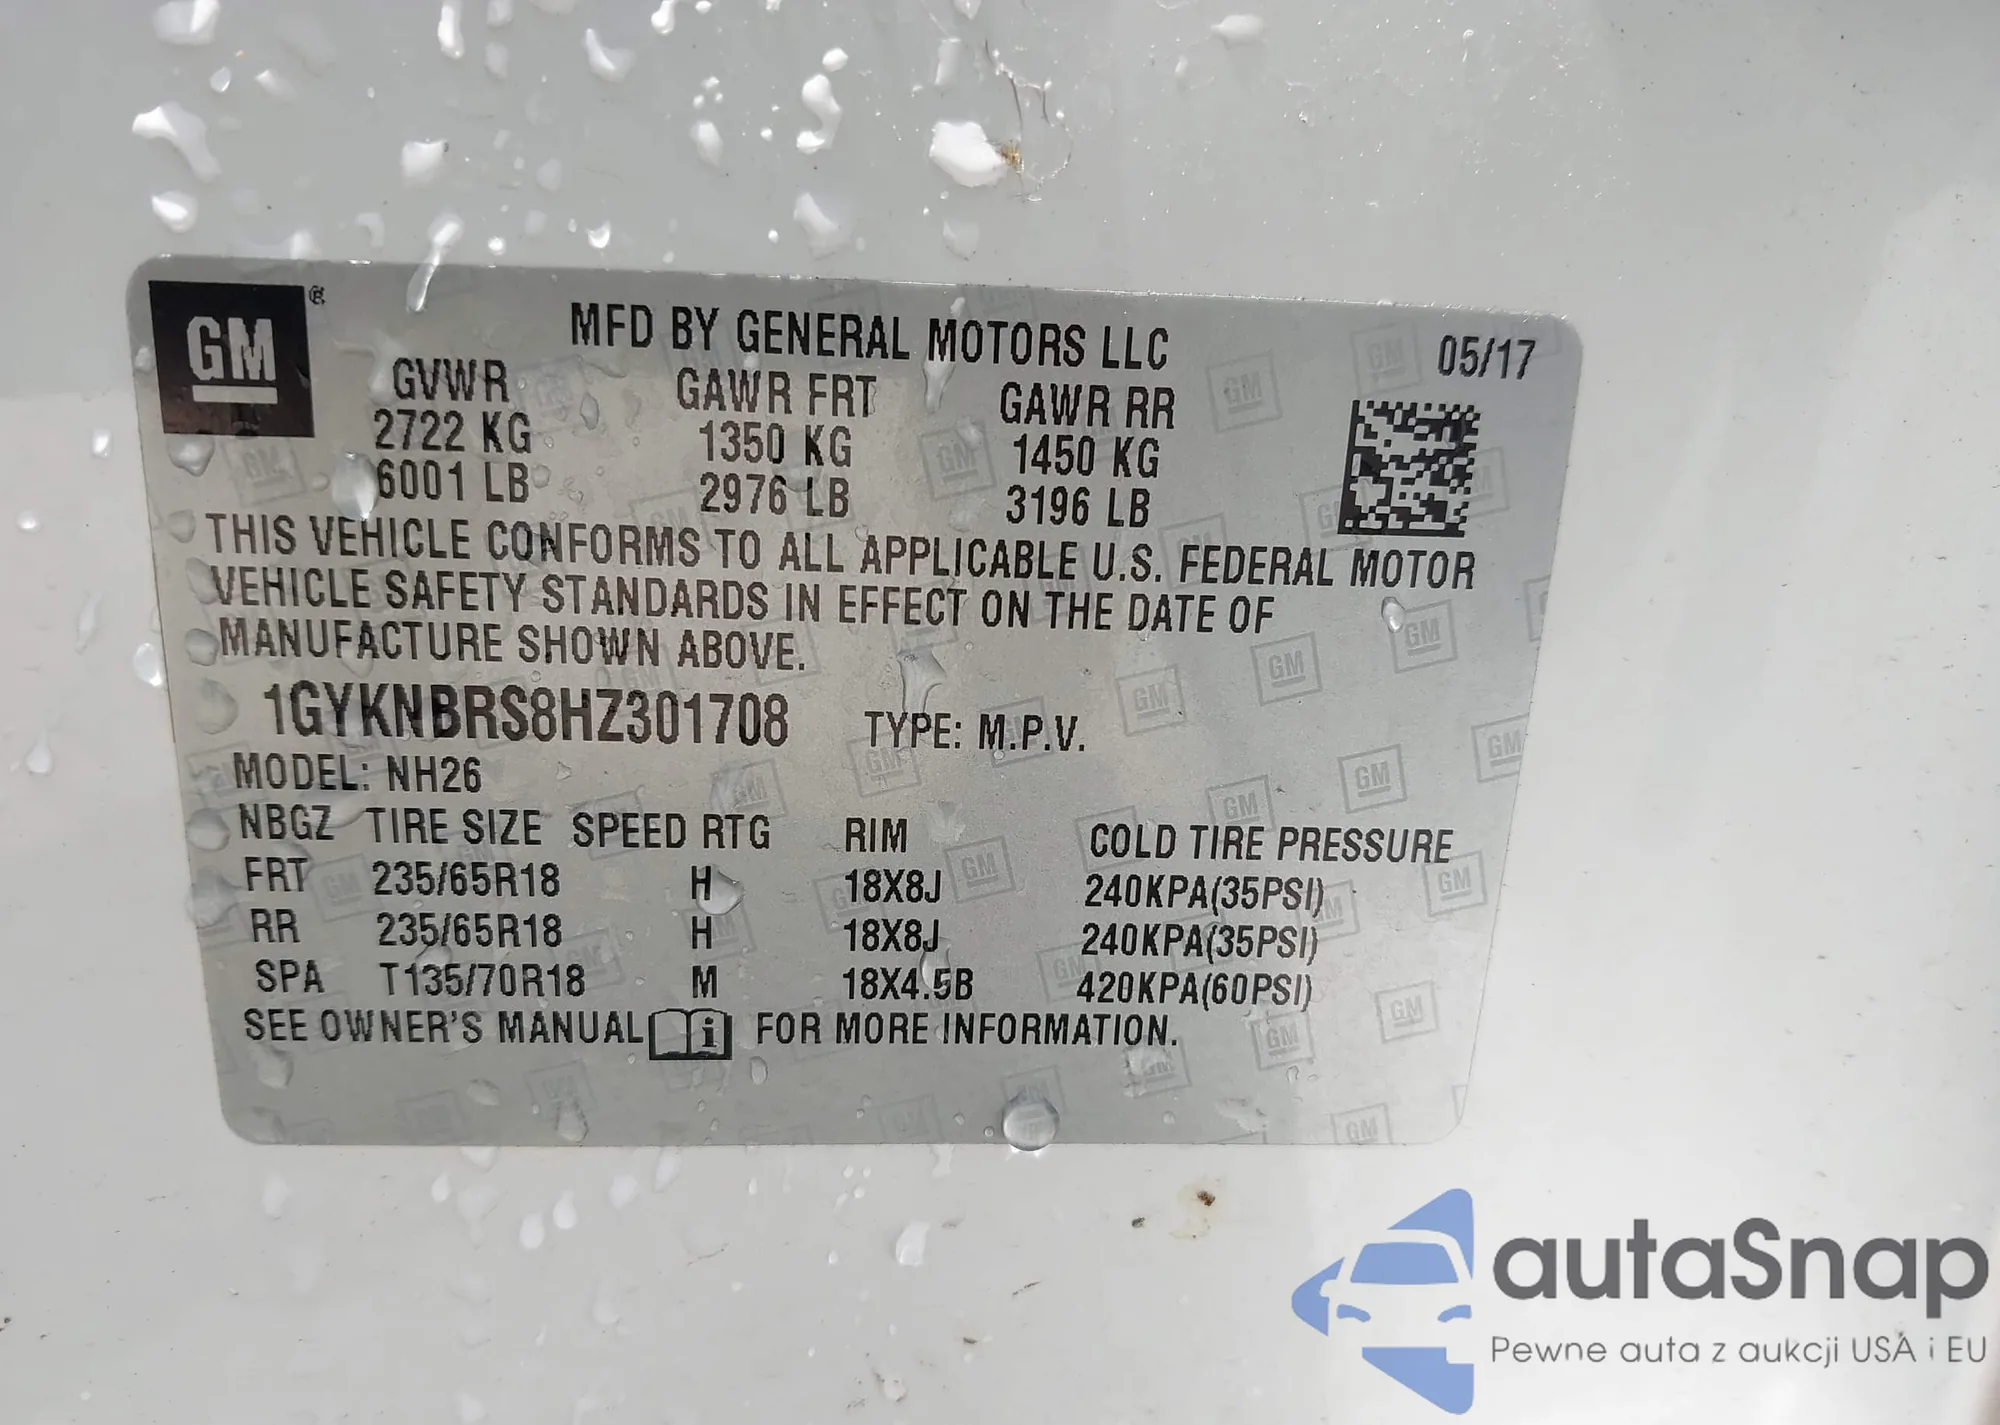 GM
MFD BY GENERAL MOTORS LLC 05/17
GVWR GAWR FRT GAWR RR
2722 KG 1350 KG 1450 KG
6001 LB 2976 LB 3196 LB
THIS VEHICLE CONFORMS TO ALL APPLICABLE U.S. FEDERAL MOTOR
VEHICLE SAFETY STANDARDS IN EFFECT ON THE DATE OF
MANUFACTURE SHOWN ABOVE.
1GYKNBRS8HZ301708 TYPE: M.P.V.
MODEL: NH26
NBGZ TIRE SIZE SPEED RTG RIM COLD TIRE PRESSURE
FRT 235/65R18 H 18X8J 240KPA(35PSI)
RR 235/65R18 H 18X8J 240KPA(35PSI)
SPA T135/70R18 M 18X4.5B 420KPA(60PSI)
SEE OWNER'S MANUAL i FOR MORE INFORMATION.
autaSnap
Pewne auta z aukcji USA i EU